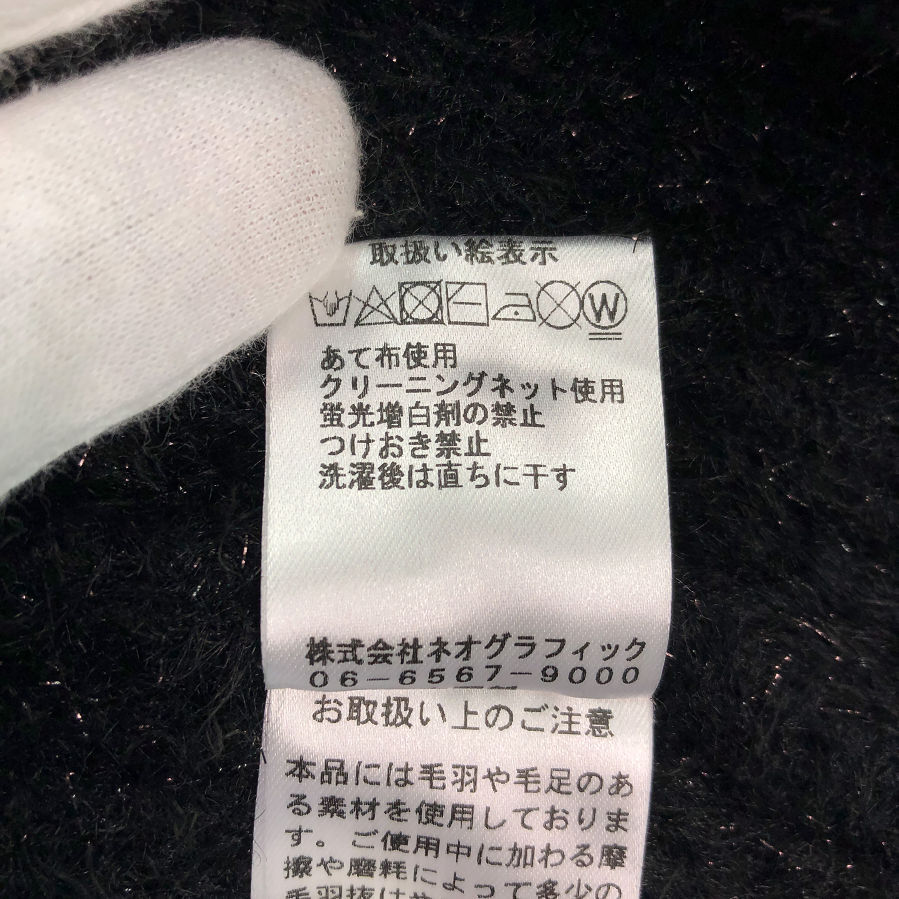 取扱い絵表示
W
あて布使用
クリーニングネット使用
蛍光増白剤の禁止
つけおき禁止
洗濯後は直ちに干す
株式会社ネオグラフィック
06-6567-9000
お取扱い上のご注意
本品には毛羽や毛足のあ
る素材を使用しておりま
す。ご使用中に加わる摩
擦や磨耗によって多少の
毛羽抜け